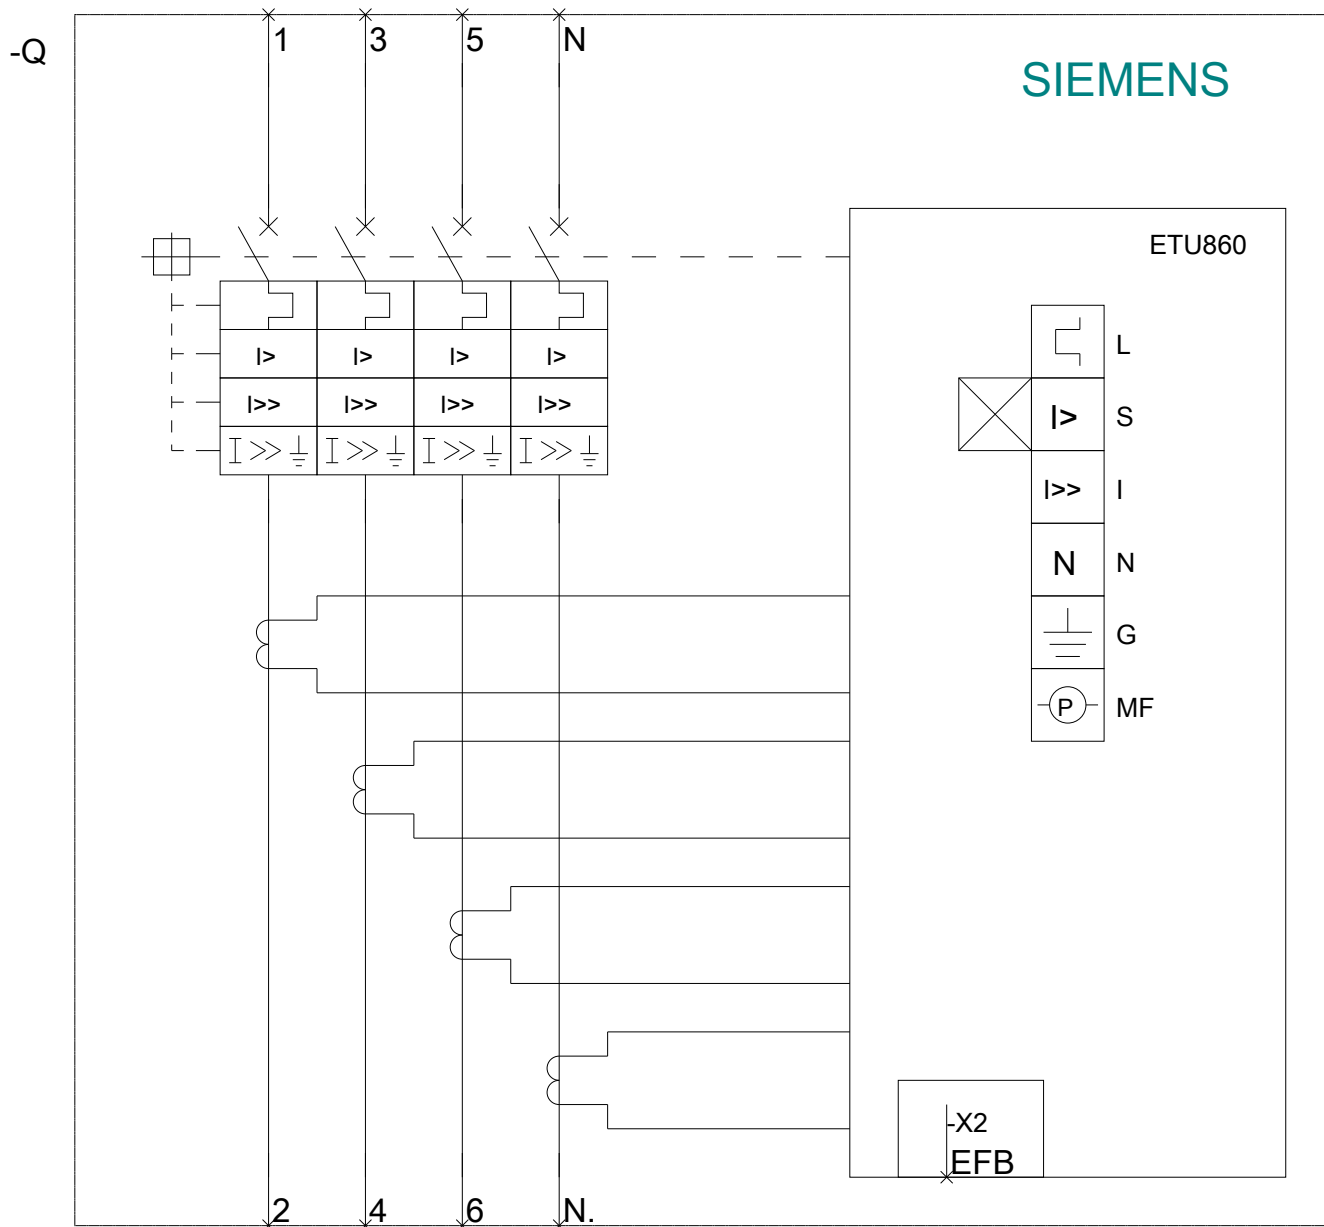 1 3 5 N
-Q
SIEMENS
ETU860
I> I> I> I>
I>> I>> I>> I>>
I >> I >> I >> I >>
L
I> S
I>> I
N N
G
P MF
-X2
EFB
2 4 6 N.